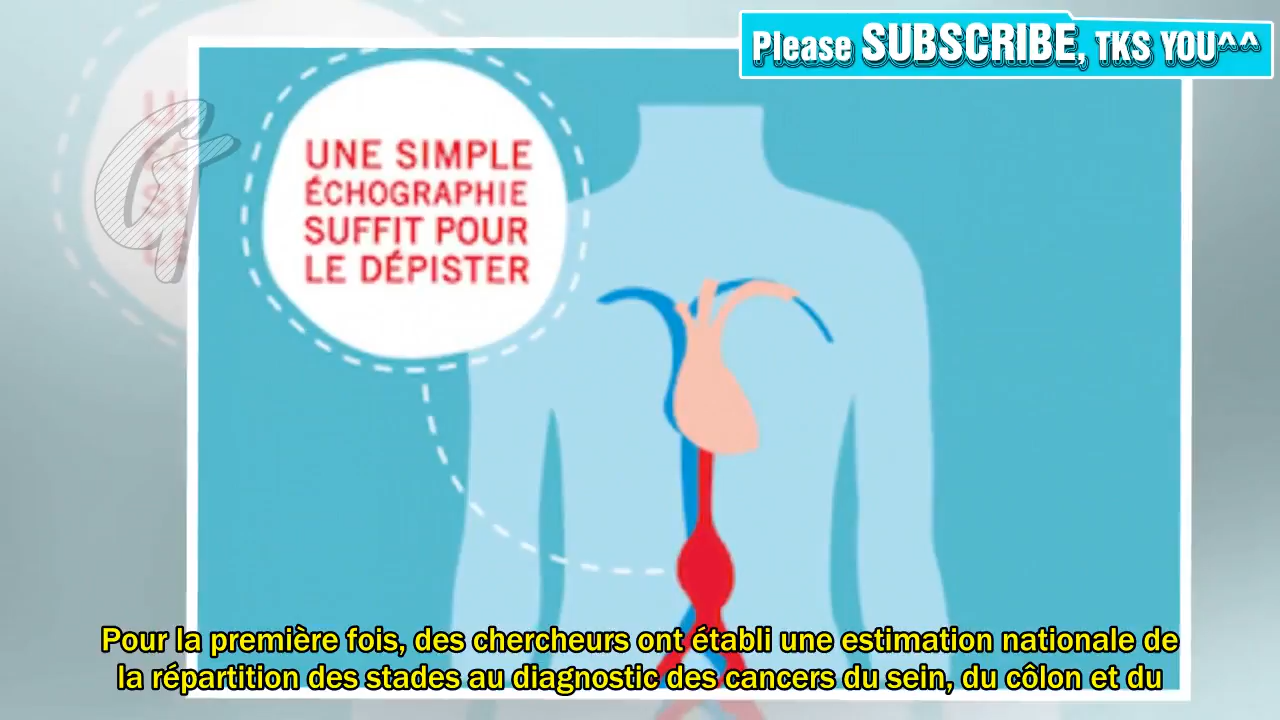 Please SUBSCRIBE, TKS YOU^^
UNE SIMPLE
ÉCHOGRAPHIE
SUFFIT POUR
LE DÉPISTER
Pour la première fois, des chercheurs ont établi une estimation nationale de
la répartition des stades au diagnostic des cancers du sein, du côlon et du